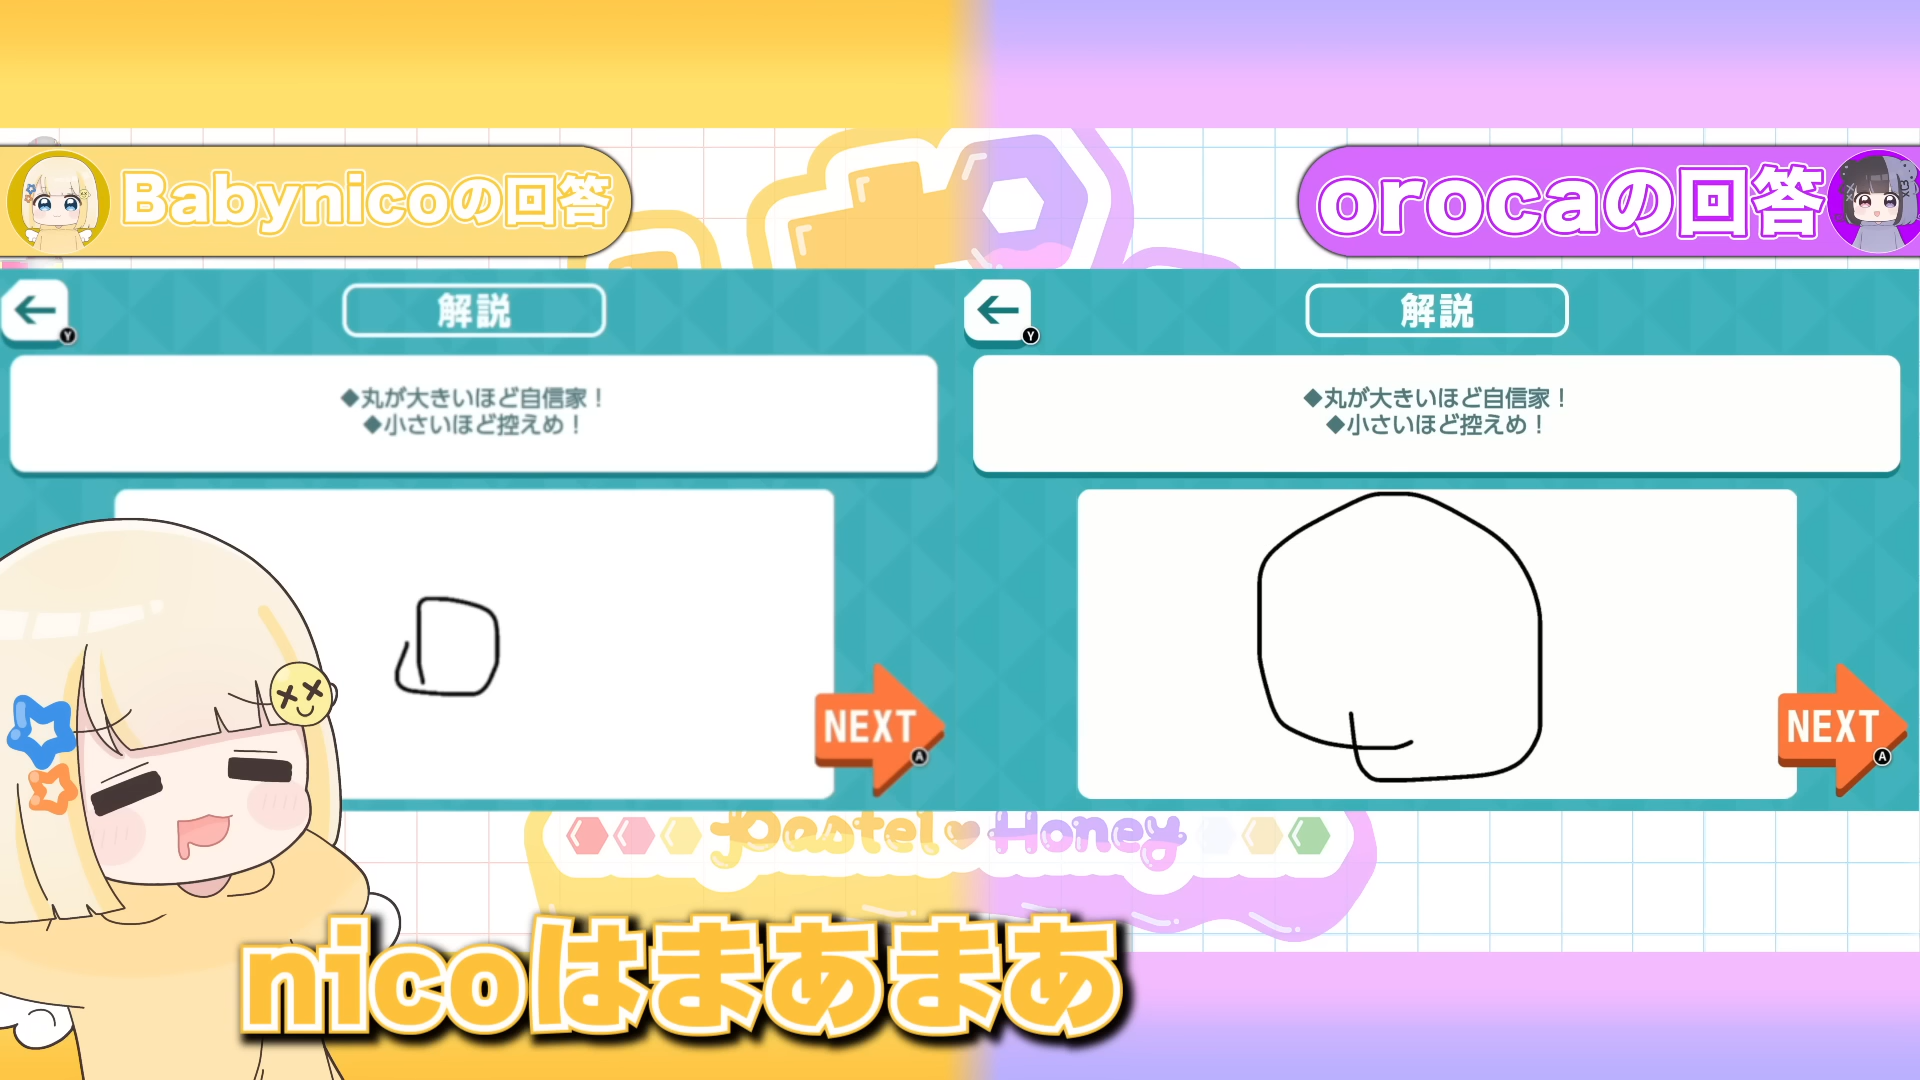 Babynicoの回答
orocaの回答
解説
◆丸が大きいほど自信家！
◆小さいほど控えめ！
NEXT
解説
◆丸が大きいほど自信家！
◆小さいほど控えめ！
NEXT
Pastel Honey
nicoはまあまあ